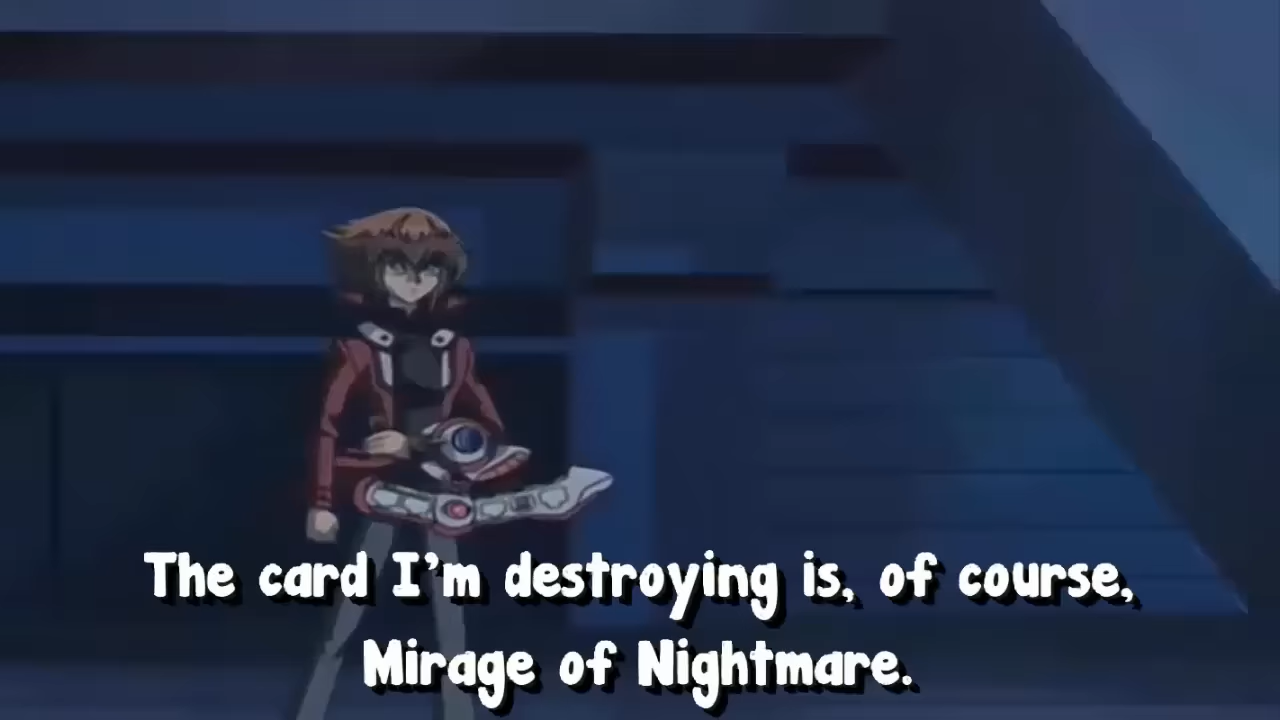 The card I'm destroying is, of course,
Mirage of Nightmare.